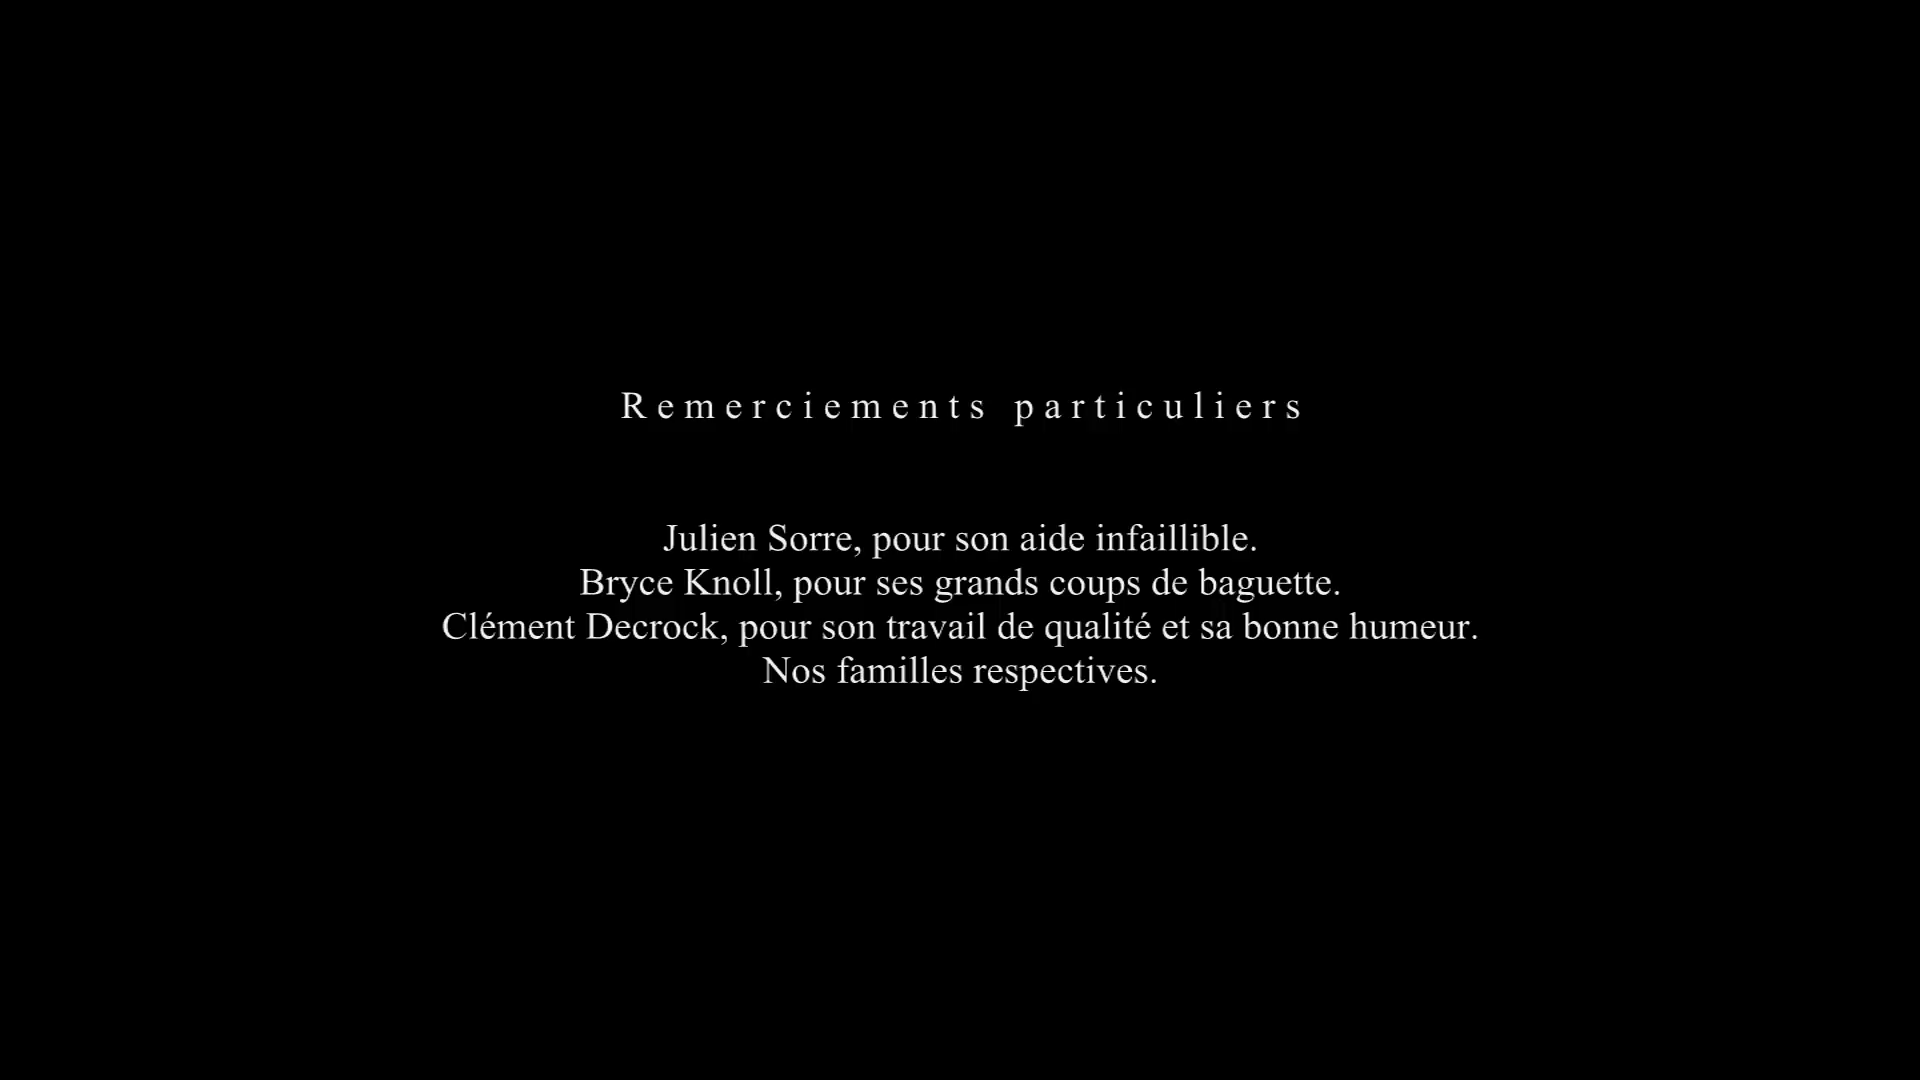 Remerciements particuliers
Julien Sorre, pour son aide infaillible.
Bryce Knoll, pour ses grands coups de baguette.
Clément Decrock, pour son travail de qualité et sa bonne humeur.
Nos familles respectives.